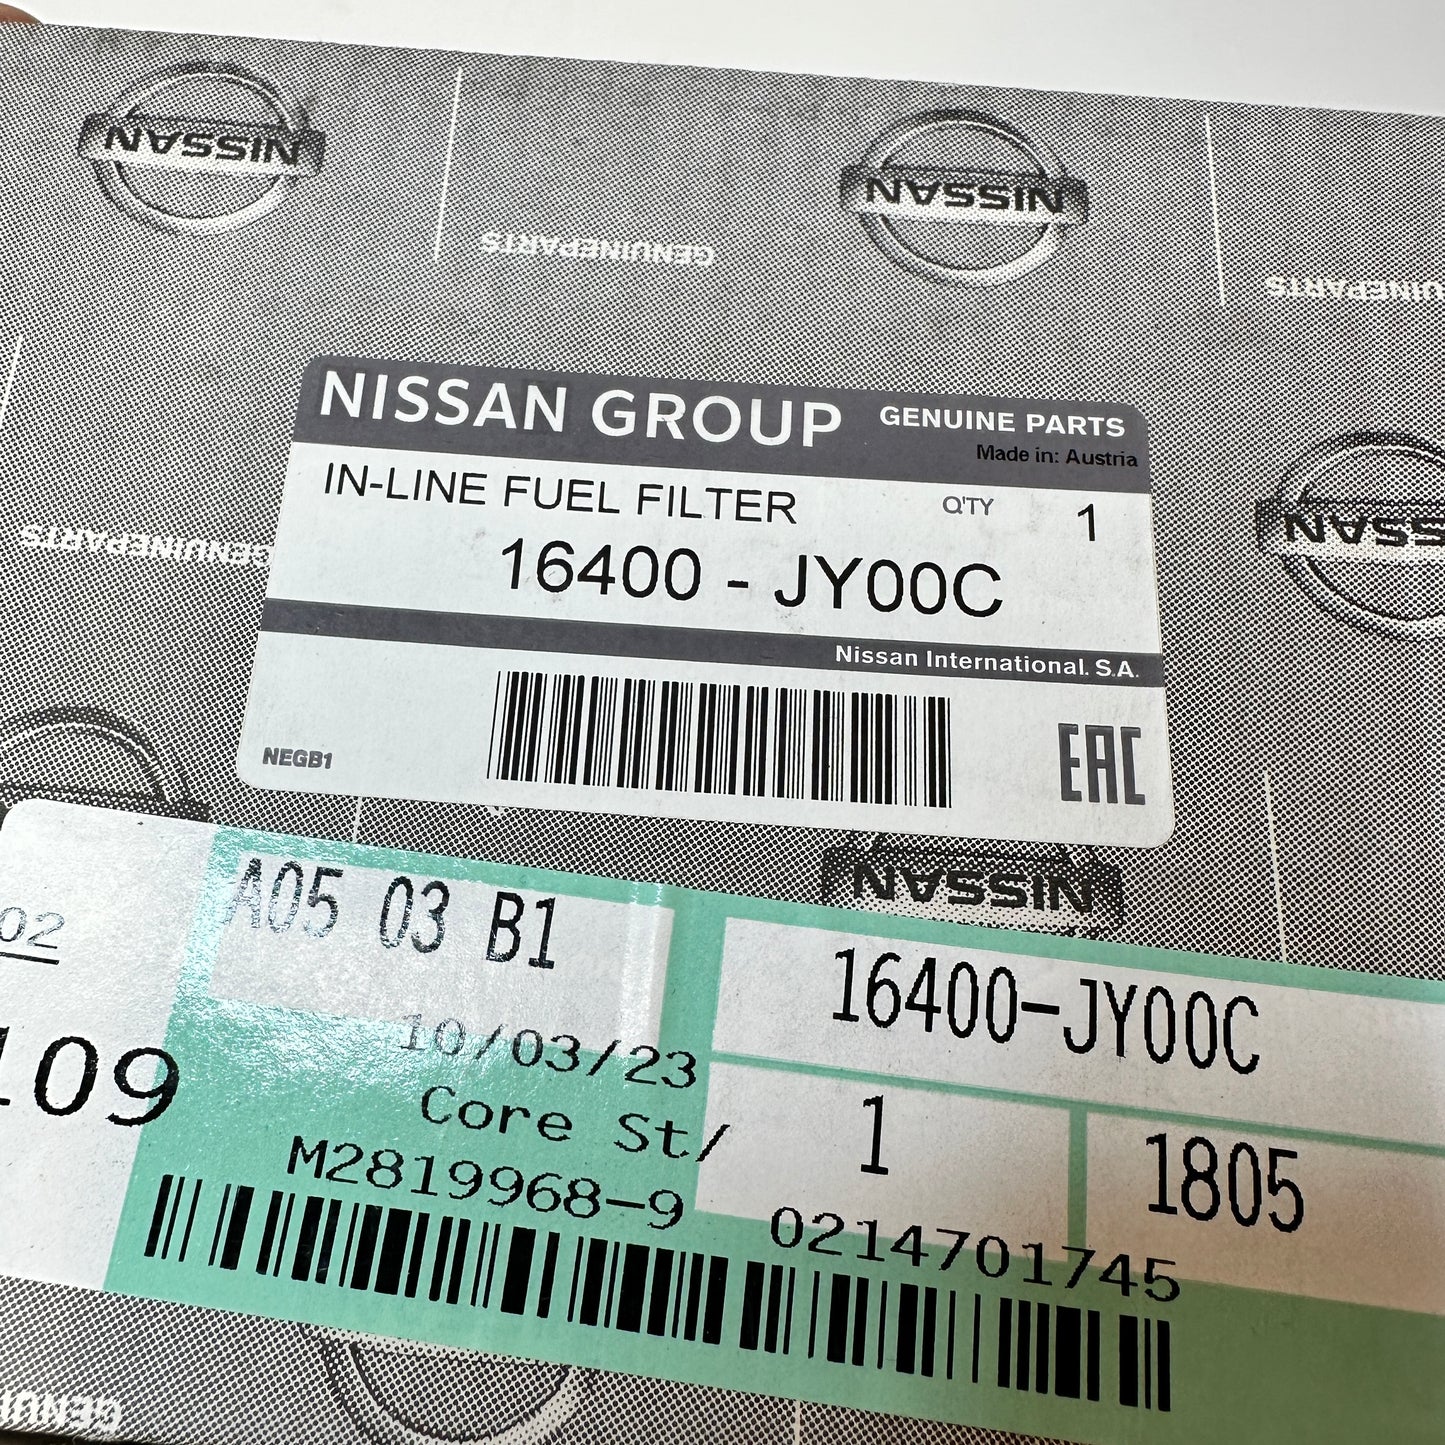 NISSAN
NISSAN
GENUINEPARTS
GENUINEPARTS
NISSAN GROUP GENUINE PARTS
Made in: Austria
IN-LINE FUEL FILTER Q'TY 1
16400 - JY00C
NISSAN
GENUINEPARTS
Nissan International. S.A.
NEGB1
EAC
NISSAN
02
A05 03 B1
16400-JY00C
10/03/23
109
Core St/
1
1805
M2819968-9
0214701745